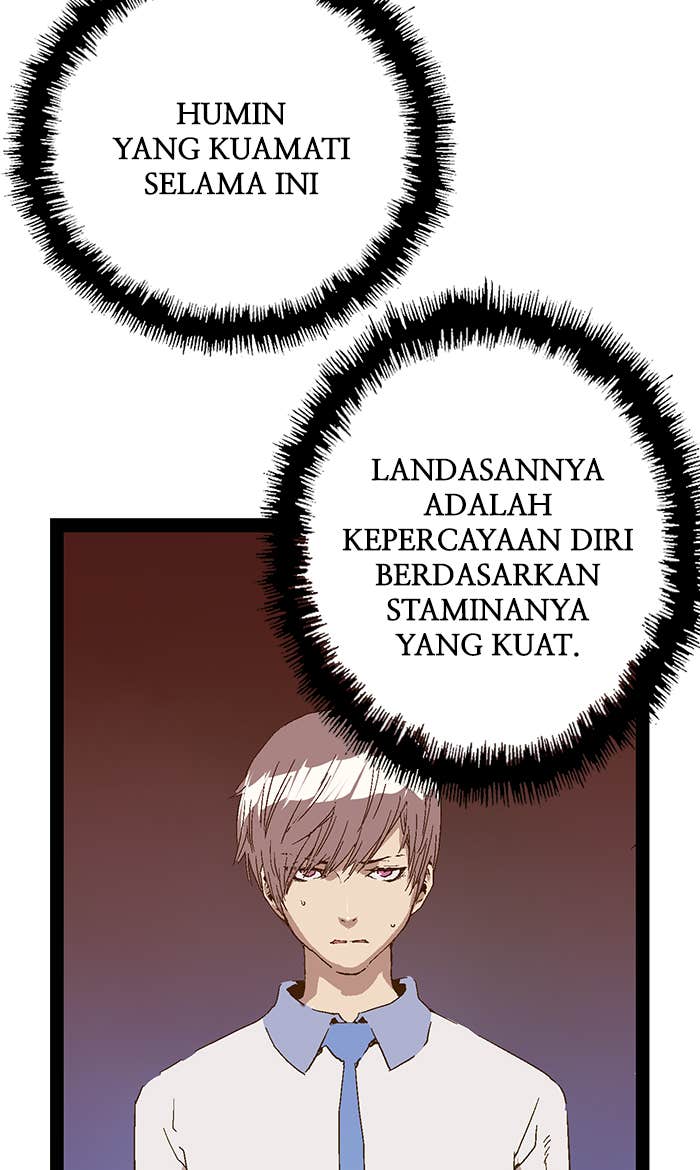 HUMIN
YANG KUAMATI
SELAMA INI
LANDASANNYA
ADALAH
KEPERCAYAAN DIRI
BERDASARKAN
STAMINANYA
YANG KUAT.